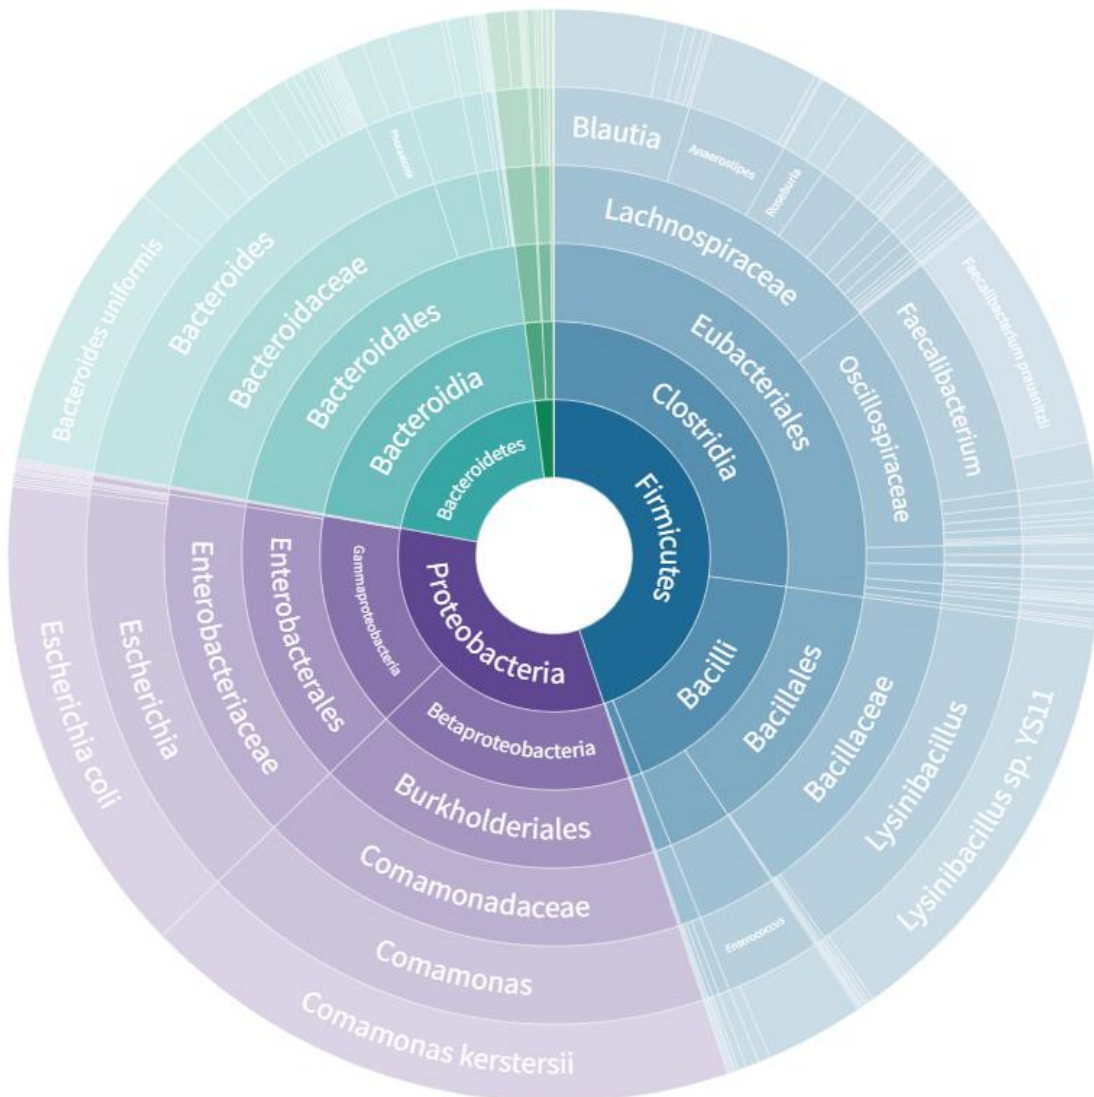 Firmicutes
Clostridia
Bacilli
Eubacteriales
Bacillales
Lachnospiraceae
Oscillospiraceae
Bacillaceae
Blautia
Anaerostipes
Roseburia
Faecalibacterium
Lysinibacillus
Enterococcus
Faecalibacterium prausnitzii
Lysinibacillus sp. YS11
Proteobacteria
Betaproteobacteria
Gammaproteobacteria
Burkholderiales
Enterobacterales
Comamonadaceae
Enterobacteriaceae
Comamonas
Escherichia
Comamonas kerstersii
Escherichia coli
Bacteroidetes
Bacteroidia
Bacteroidales
Bacteroidaceae
Bacteroides
Bacteroides uniformis